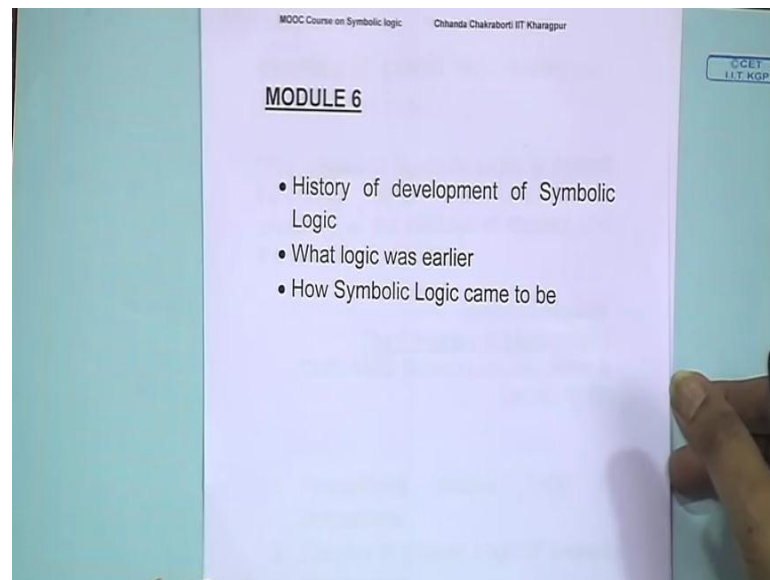 MOOC Course on Symbolic logic Chhanda Chakraborti IIT Kharagpur
CCET
I.I.T. KGP
MODULE 6
• History of development of Symbolic
Logic
• What logic was earlier
• How Symbolic Logic came to be